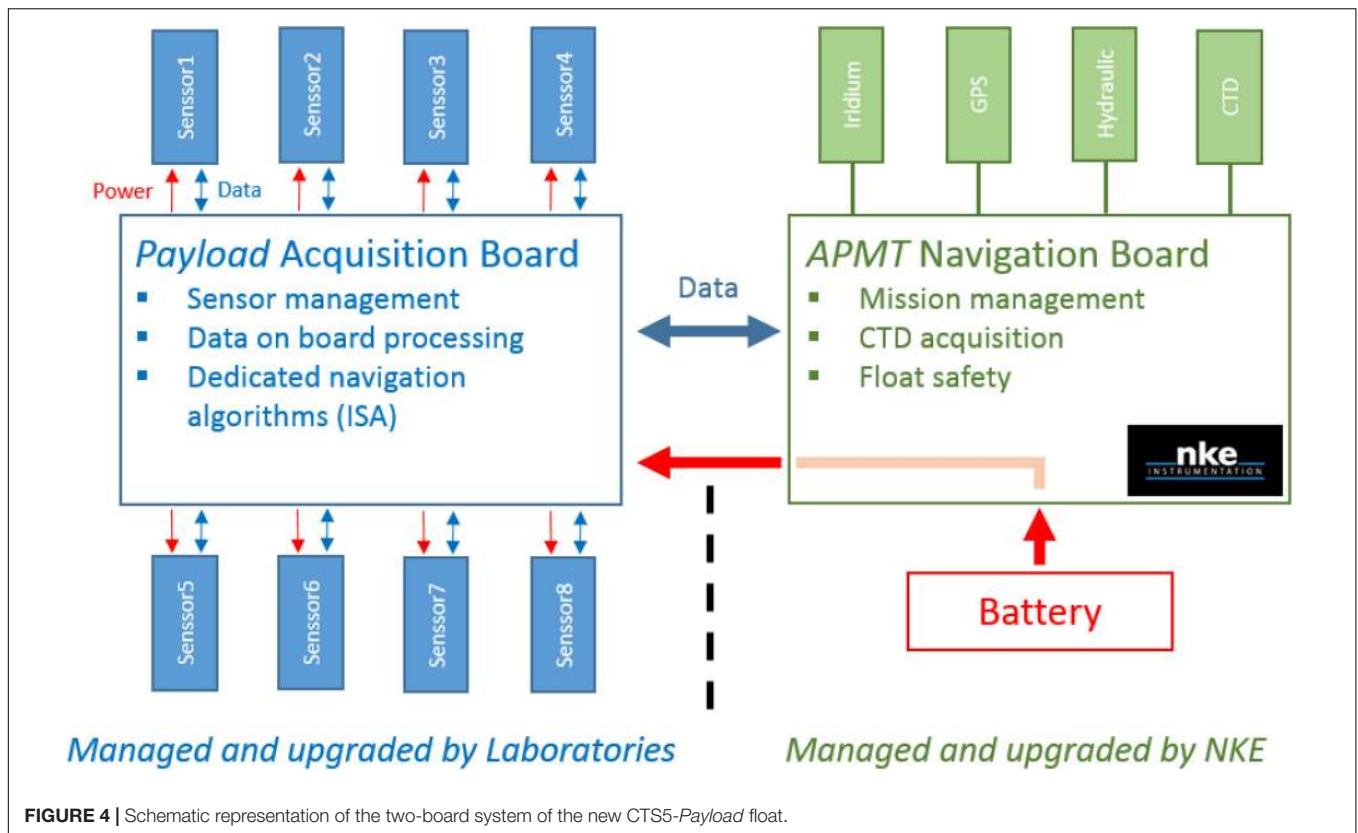 Senssor1
Senssor2
Senssor3
Senssor4
Iridium
GPS
Hydraulic
CTD
Power
Data
Payload Acquisition Board
▪ Sensor management
▪ Data on board processing
▪ Dedicated navigation
algorithms (ISA)
Data
APMT Navigation Board
▪ Mission management
▪ CTD acquisition
▪ Float safety
nke
INSTRUMENTATION
Battery
Senssor5
Senssor6
Senssor7
Senssor8
Managed and upgraded by Laboratories
Managed and upgraded by NKE
FIGURE 4 | Schematic representation of the two-board system of the new CTS5-Payload float.